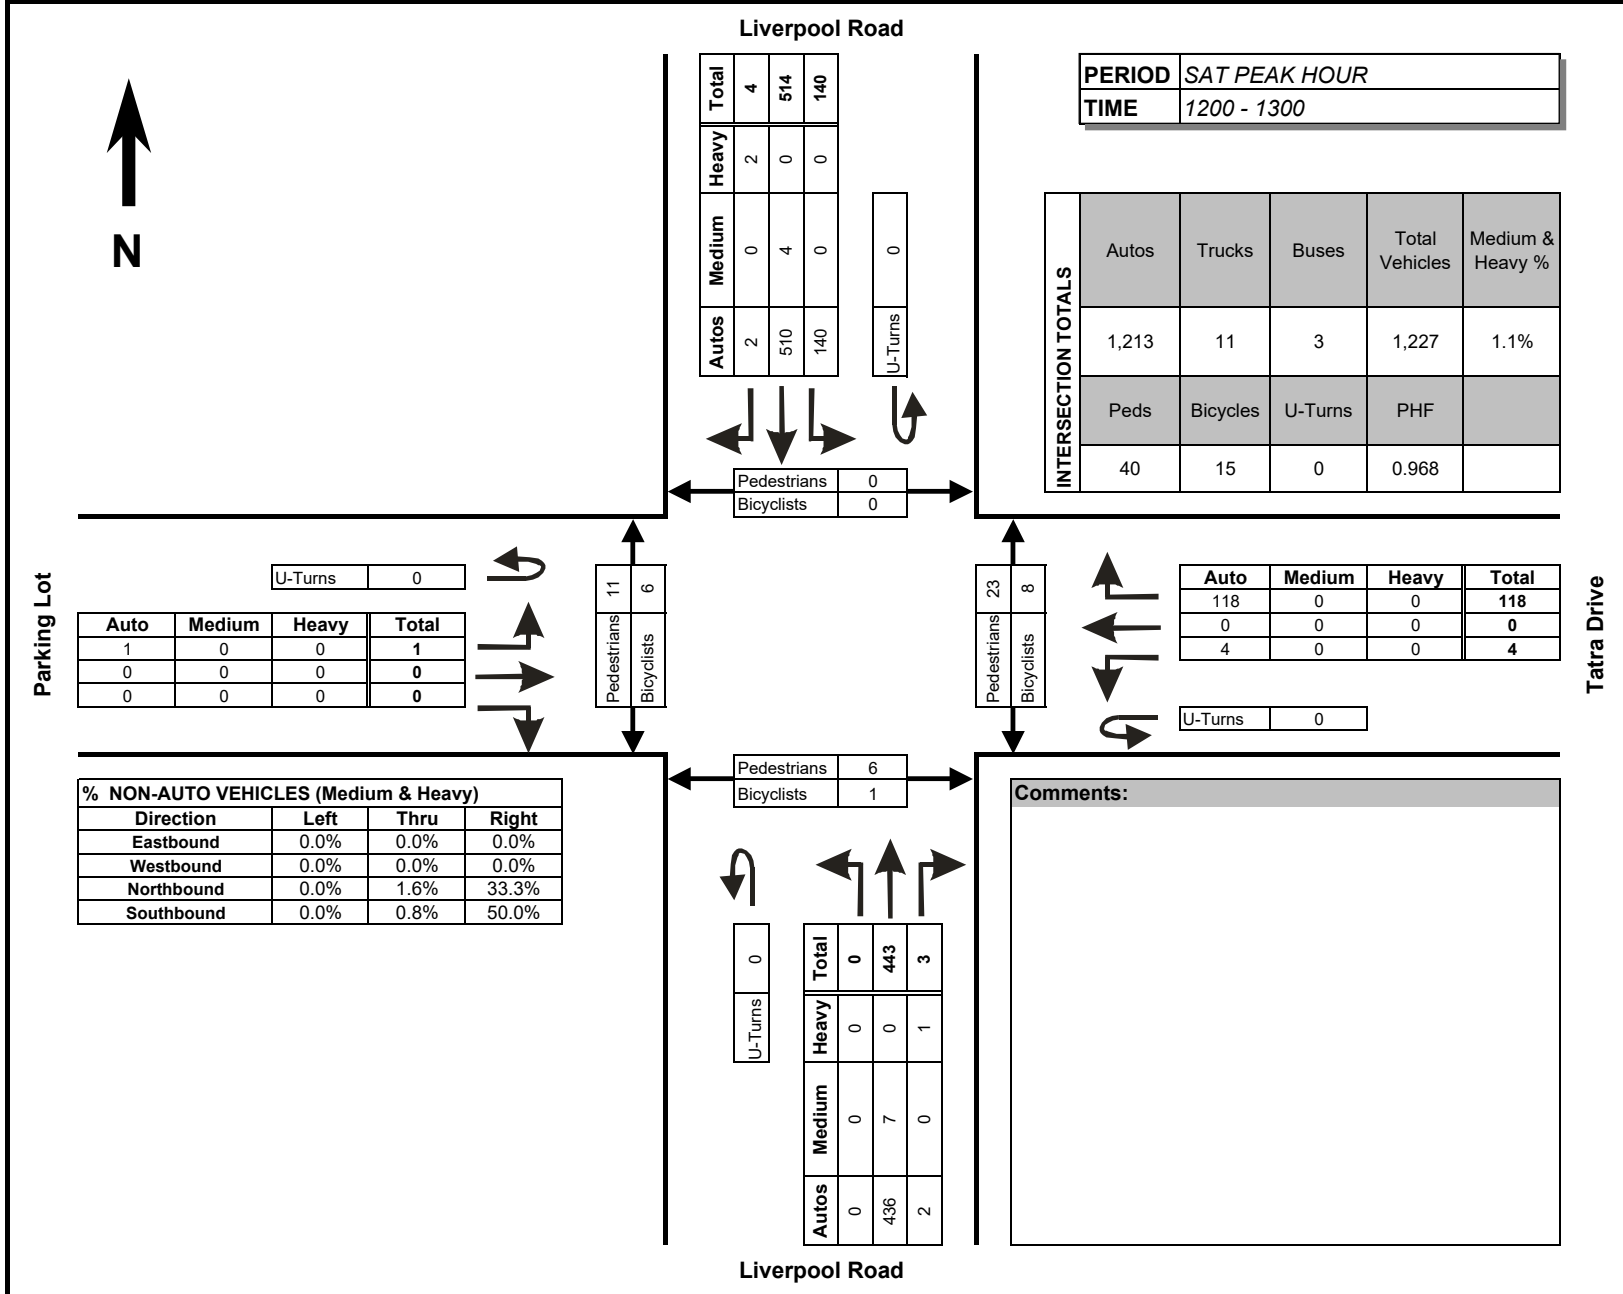 Liverpool Road
N
Total 4 514 140
Heavy 2 0 0
Medium 0 4 0
Autos 2 510 140
U-Turns 0
PERIOD SAT PEAK HOUR
TIME 1200 - 1300
INTERSECTION TOTALS
Autos Trucks Buses Total Vehicles Medium & Heavy %
1,213 11 3 1,227 1.1%
Peds Bicycles U-Turns PHF
40 15 0 0.968
Pedestrians 0
Bicyclists 0
Parking Lot
U-Turns 0
Auto Medium Heavy Total
1 0 0 1
0 0 0 0
0 0 0 0
Pedestrians 11
Bicyclists 6
Pedestrians 23
Bicyclists 8
Auto Medium Heavy Total
118 0 0 118
0 0 0 0
4 0 0 4
U-Turns 0
Tatra Drive
Pedestrians 6
Bicyclists 1
% NON-AUTO VEHICLES (Medium & Heavy)
Direction Left Thru Right
Eastbound 0.0% 0.0% 0.0%
Westbound 0.0% 0.0% 0.0%
Northbound 0.0% 1.6% 33.3%
Southbound 0.0% 0.8% 50.0%
U-Turns 0
Total 0 443 3
Heavy 0 0 1
Medium 0 7 0
Autos 0 436 2
Comments:
Liverpool Road